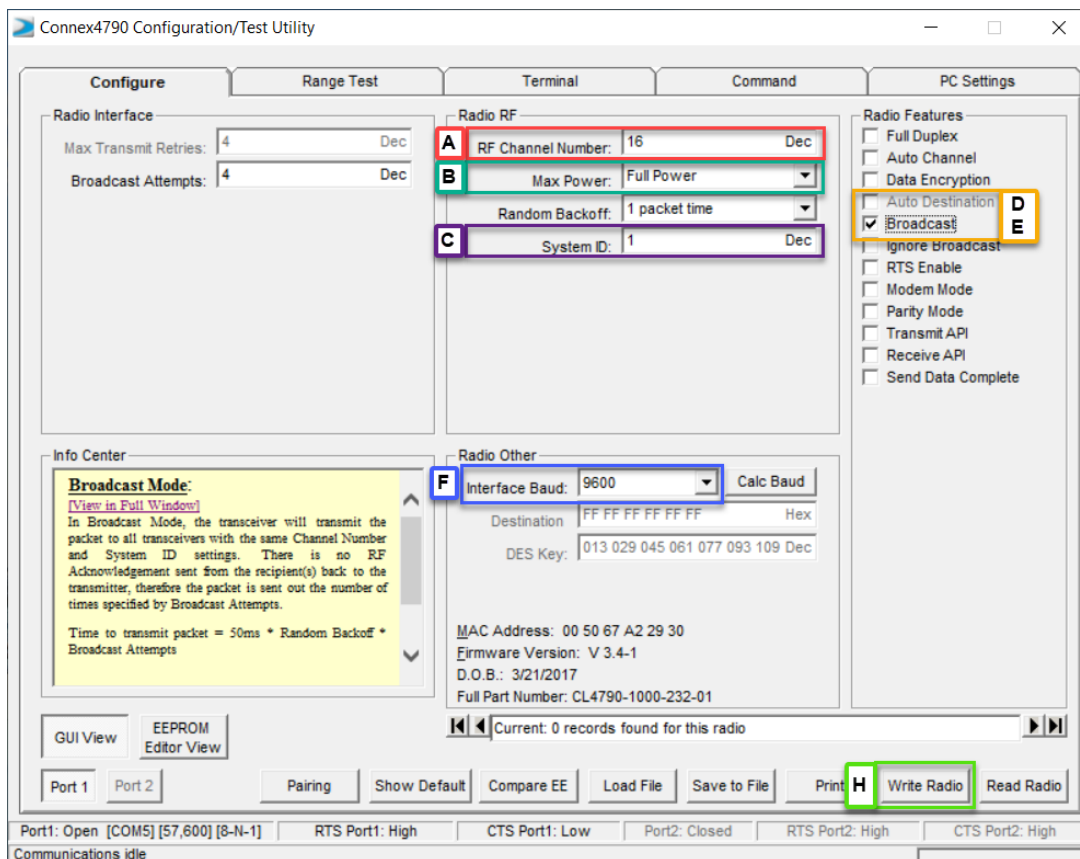 Connex4790 Configuration/Test Utility
Configure
Range Test
Terminal
Command
PC Settings
Radio Interface
Max Transmit Retries: 4 Dec
Broadcast Attempts: 4 Dec
Radio RF
A RF Channel Number: 16 Dec
B Max Power: Full Power
Random Backoff: 1 packet time
C System ID: 1 Dec
Radio Features
Full Duplex
Auto Channel
Data Encryption
Auto Destination D
Broadcast E
Ignore Broadcast
RTS Enable
Modem Mode
Parity Mode
Transmit API
Receive API
Send Data Complete
Info Center
Broadcast Mode:
[View in Full Window]
In Broadcast Mode, the transceiver will transmit the
packet to all transceivers with the same Channel Number
and System ID settings. There is no RF
Acknowledgement sent from the recipient(s) back to the
transmitter, therefore the packet is sent out the number of
times specified by Broadcast Attempts.
Time to transmit packet = 50ms * Random Backoff *
Broadcast Attempts
Radio Other
F Interface Baud: 9600 Calc Baud
Destination FF FF FF FF FF FF Hex
DES Key: 013 029 045 061 077 093 109 Dec
MAC Address: 00 50 67 A2 29 30
Firmware Version: V 3.4-1
D.O.B.: 3/21/2017
Full Part Number: CL4790-1000-232-01
GUI View
EEPROM
Editor View
Current: 0 records found for this radio
Port 1
Port 2
Pairing
Show Default
Compare EE
Load File
Save to File
Print
H
Write Radio
Read Radio
Port1: Open [COM5] [57,600] [8-N-1]
RTS Port1: High
CTS Port1: Low
Port2: Closed
RTS Port2: High
CTS Port2: High
Communications idle